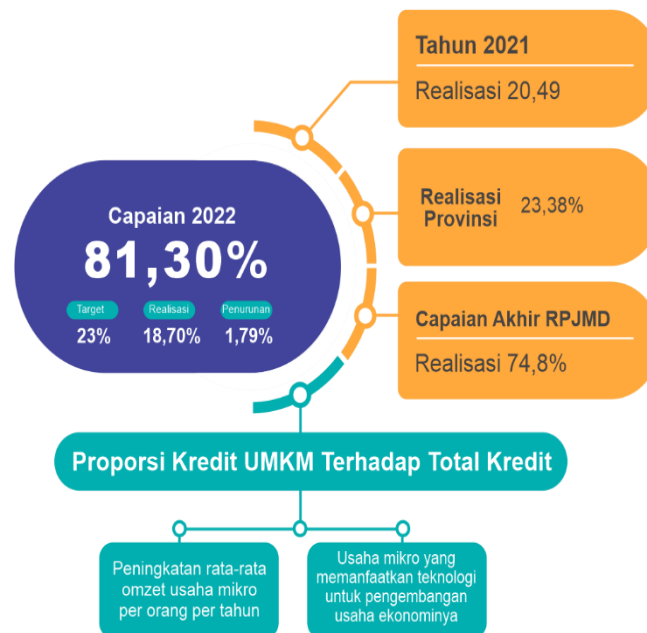 Tahun 2021
Realisasi 20,49
Realisasi
Provinsi
23,38%
Capaian 2022
81,30%
Target
Realisasi
Penurunan
23%
18,70%
1,79%
Capaian Akhir RPJMD
Realisasi 74,8%
Proporsi Kredit UMKM Terhadap Total Kredit
Peningkatan rata-rata
omzet usaha mikro
per orang per tahun
Usaha mikro yang
memanfaatkan teknologi
untuk pengembangan
usaha ekonominya